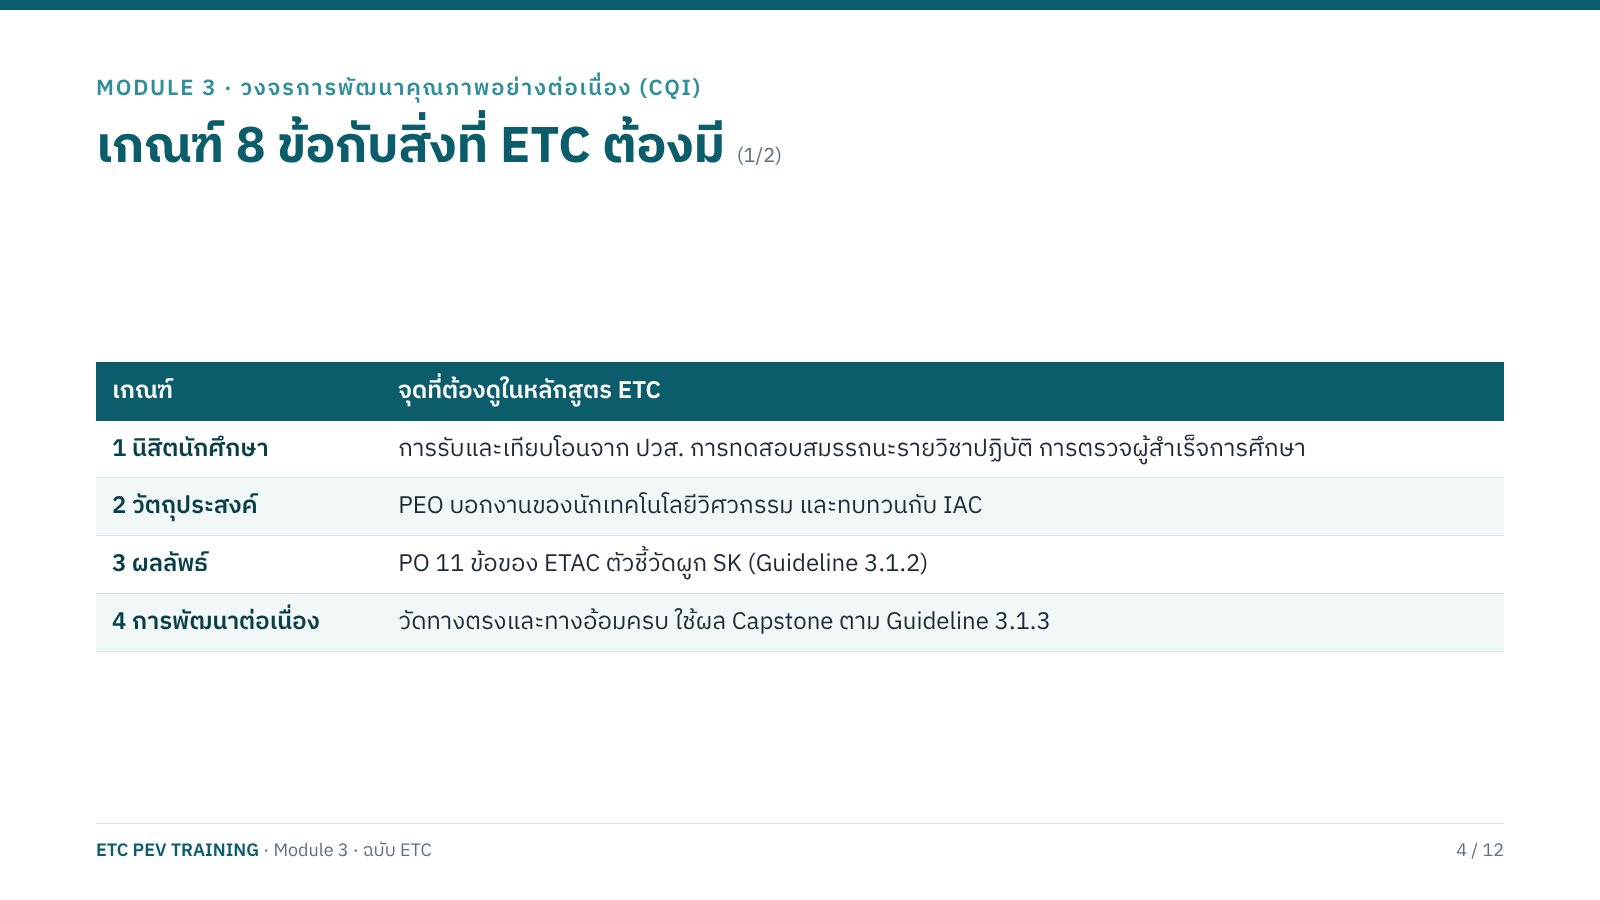 MODULE 3 · วงจรการพัฒนาคุณภาพอย่างต่อเนื่อง (CQI)
เกณฑ์ 8 ข้อกับสิ่งที่ ETC ต้องมี (1/2)
เกณฑ์ จุดที่ต้องดูในหลักสูตร ETC
1 นิสิตนักศึกษา การรับและเทียบโอนจาก ปวส. การทดสอบสมรรถนะรายวิชาปฏิบัติ การตรวจผู้สำเร็จการศึกษา
2 วัตถุประสงค์ PEO บอกงานของนักเทคโนโลยีวิศวกรรม และทบทวนกับ IAC
3 ผลลัพธ์ PO 11 ข้อของ ETAC ตัวชี้วัดผูก SK (Guideline 3.1.2)
4 การพัฒนาต่อเนื่อง วัดทางตรงและทางอ้อมครบ ใช้ผล Capstone ตาม Guideline 3.1.3
ETC PEV TRAINING · Module 3 · ฉบับ ETC
4 / 12